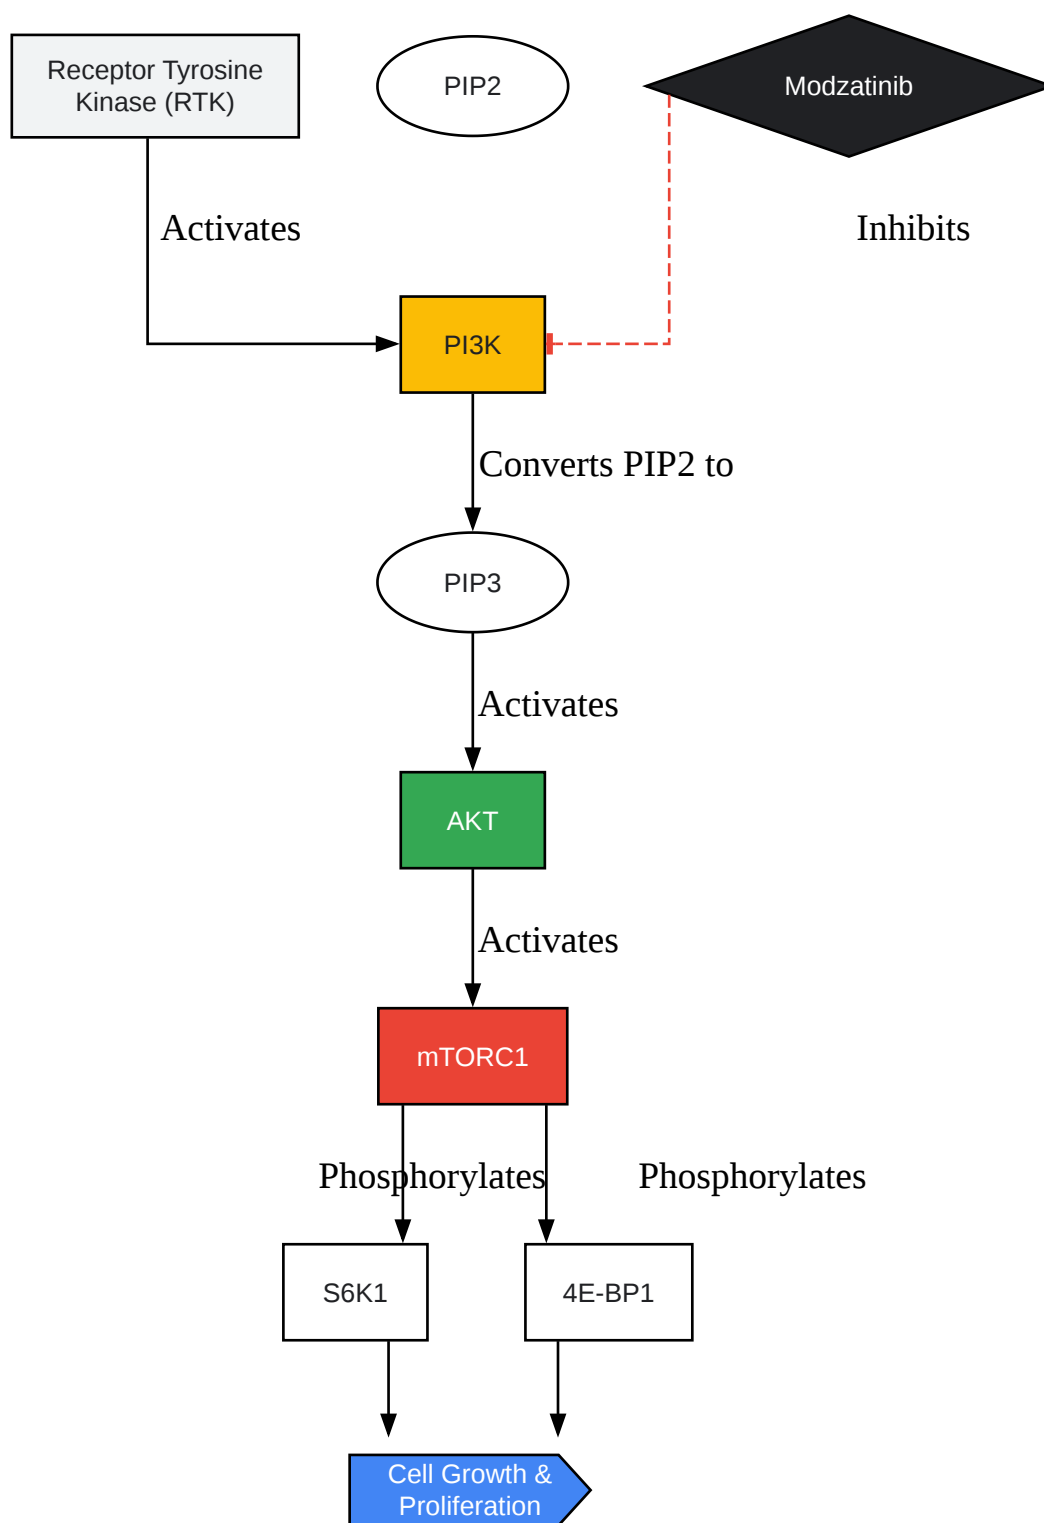 Receptor Tyrosine
Kinase (RTK)
PIP2
Modzatinib
Activates
Inhibits
PI3K
Converts PIP2 to
PIP3
Activates
AKT
Activates
mTORC1
Phosphorylates
Phosphorylates
S6K1
4E-BP1
Cell Growth &
Proliferation